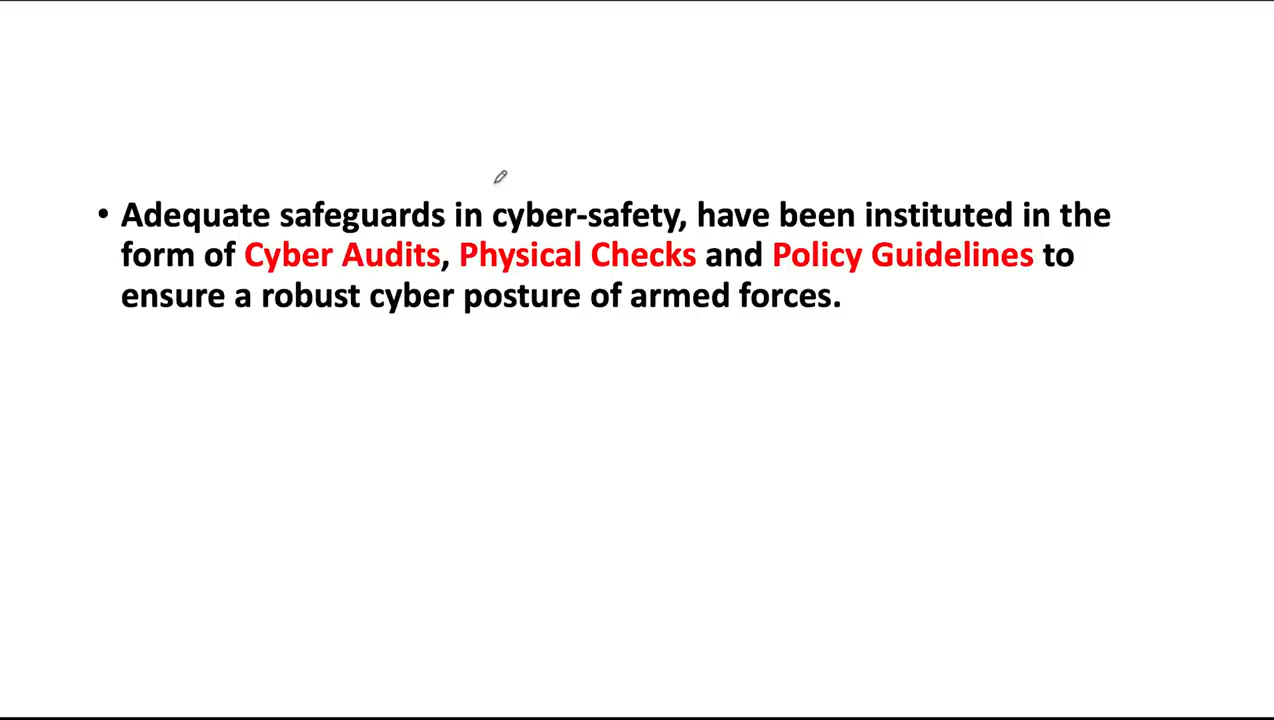 • Adequate safeguards in cyber-safety, have been instituted in the
form of Cyber Audits, Physical Checks and Policy Guidelines to
ensure a robust cyber posture of armed forces.